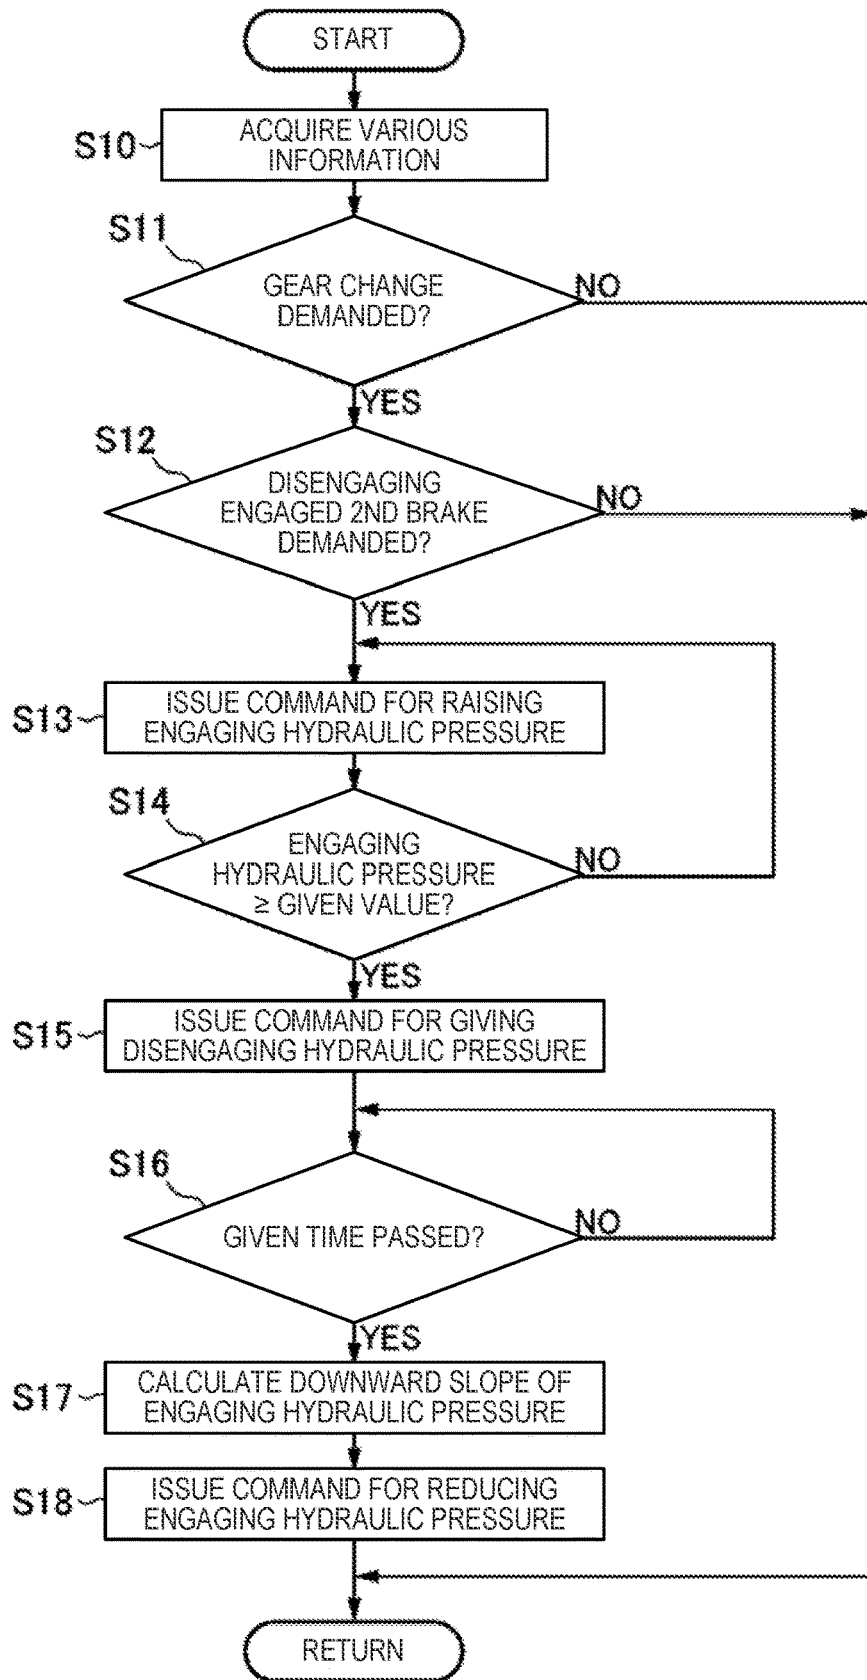 START
S10
ACQUIRE VARIOUS
INFORMATION
S11
GEAR CHANGE
DEMANDED?
NO
YES
S12
DISENGAGING
ENGAGED 2ND BRAKE
DEMANDED?
NO
YES
S13
ISSUE COMMAND FOR RAISING
ENGAGING HYDRAULIC PRESSURE
S14
ENGAGING
HYDRAULIC PRESSURE
≥ GIVEN VALUE?
NO
YES
S15
ISSUE COMMAND FOR GIVING
DISENGAGING HYDRAULIC PRESSURE
S16
GIVEN TIME PASSED?
NO
YES
S17
CALCULATE DOWNWARD SLOPE OF
ENGAGING HYDRAULIC PRESSURE
S18
ISSUE COMMAND FOR REDUCING
ENGAGING HYDRAULIC PRESSURE
RETURN